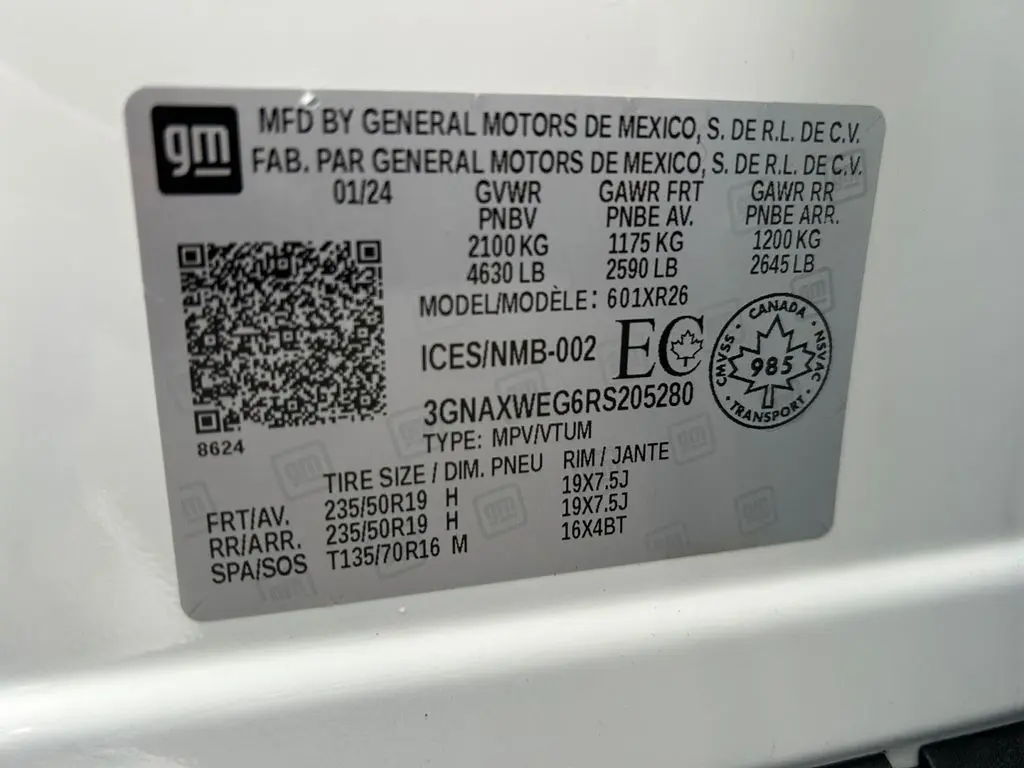 gm
MFD BY GENERAL MOTORS DE MEXICO, S. DE R.L. DE C.V.
FAB. PAR GENERAL MOTORS DE MEXICO, S. DE R.L. DE C.V.
01/24 GVWR GAWR FRT GAWR RR
PNBV PNBE AV. PNBE ARR.
2100 KG 1175 KG 1200 KG
4630 LB 2590 LB 2645 LB
MODEL/MODÈLE: 601XR26
ICES/NMB-002 EC
CANADA
CMVSS 985 NSVAC
TRANSPORT
3GNAXWEG6RS205280
8624
TYPE: MPV/VTUM
TIRE SIZE / DIM. PNEU RIM / JANTE
FRT/AV. 235/50R19 H 19X7.5J
RR/ARR. 235/50R19 H 19X7.5J
SPA/SOS T135/70R16 M 16X4BT